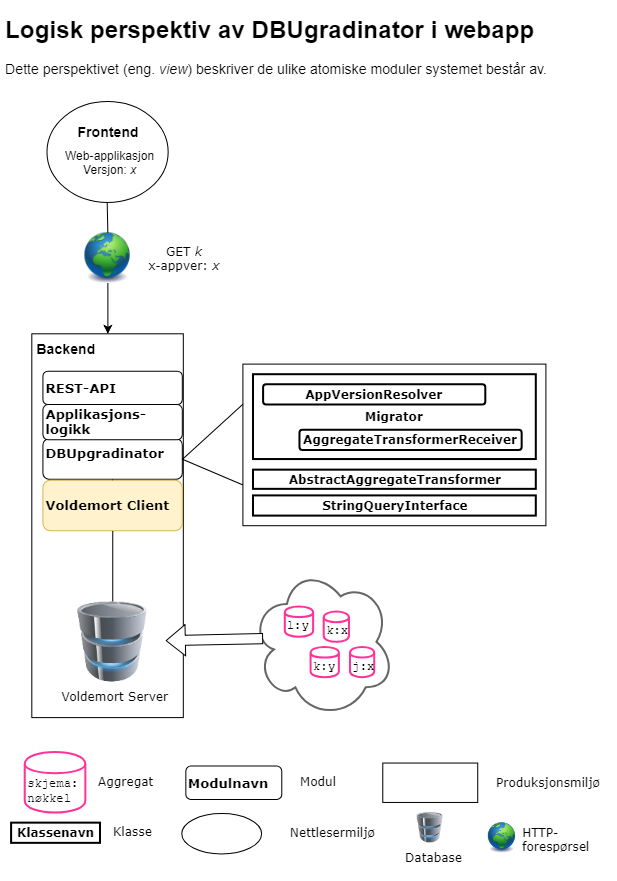 Logisk perspektiv av DBUgradinator i webapp
Dette perspektivet (eng. view) beskriver de ulike atomiske moduler systemet består av.
Frontend
Web-applikasjon
Versjon: x
GET k
x-appver: x
Backend
REST-API
Applikasjons-
logikk
DBUpgradinator
Voldemort Client
AppVersionResolver
Migrator
AggregateTransformerReceiver
AbstractAggregateTransformer
StringQueryInterface
l:y
k:x
k:y
j:x
Voldemort Server
skjema:
nøkkel
Aggregat
Modulnavn
Modul
Produksjonsmiljø
Klassenavn
Klasse
Nettlesermiljø
Database
HTTP-
forespørsel